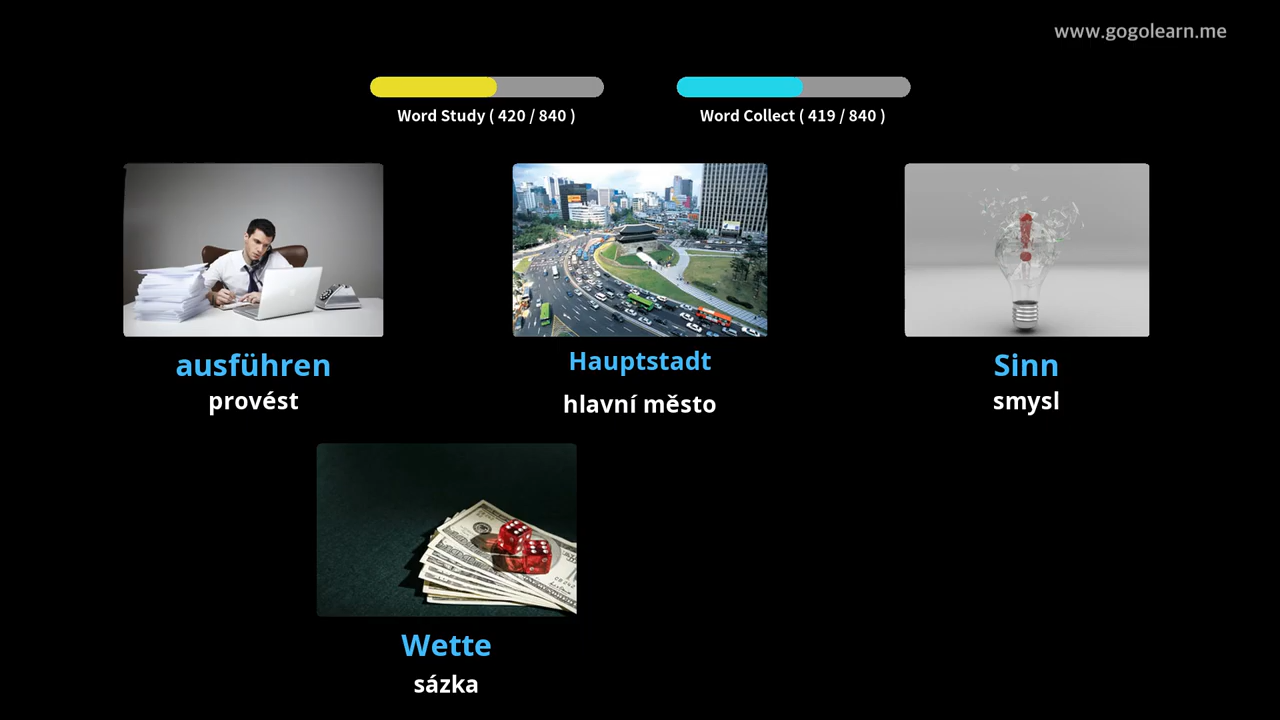 www.gogolearn.me
Word Study ( 420 / 840 )
Word Collect ( 419 / 840 )
ausführen
provést
Hauptstadt
hlavní město
Sinn
smysl
Wette
sázka